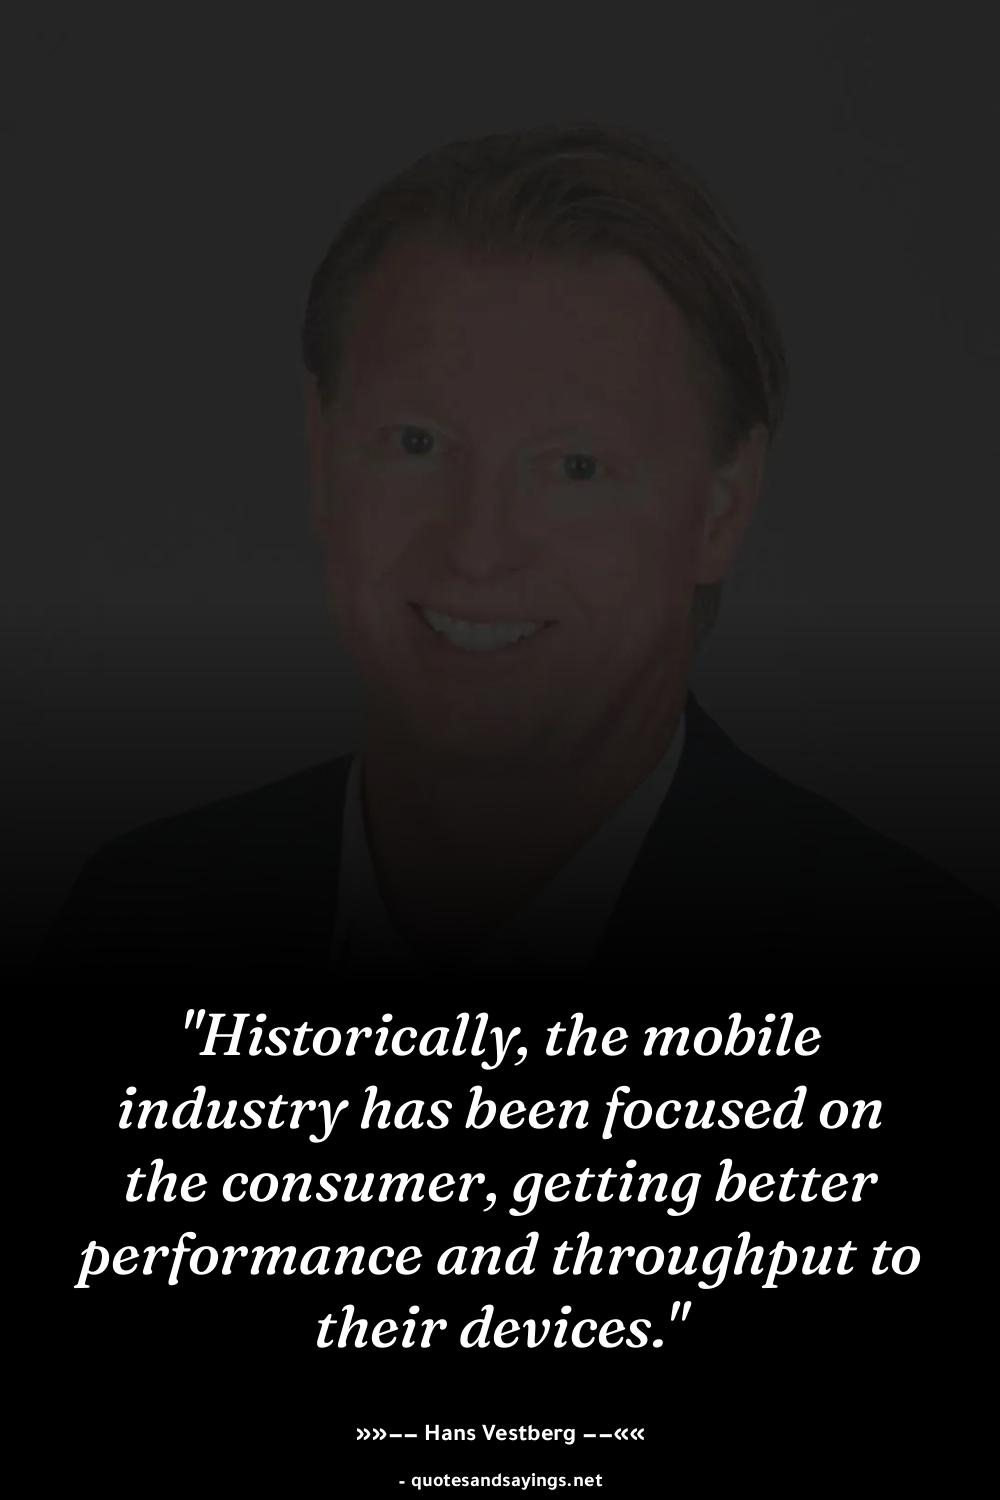 "Historically, the mobile
industry has been focused on
the consumer, getting better
performance and throughput to
their devices."
»»−− Hans Vestberg −−««
- quotesandsayings.net